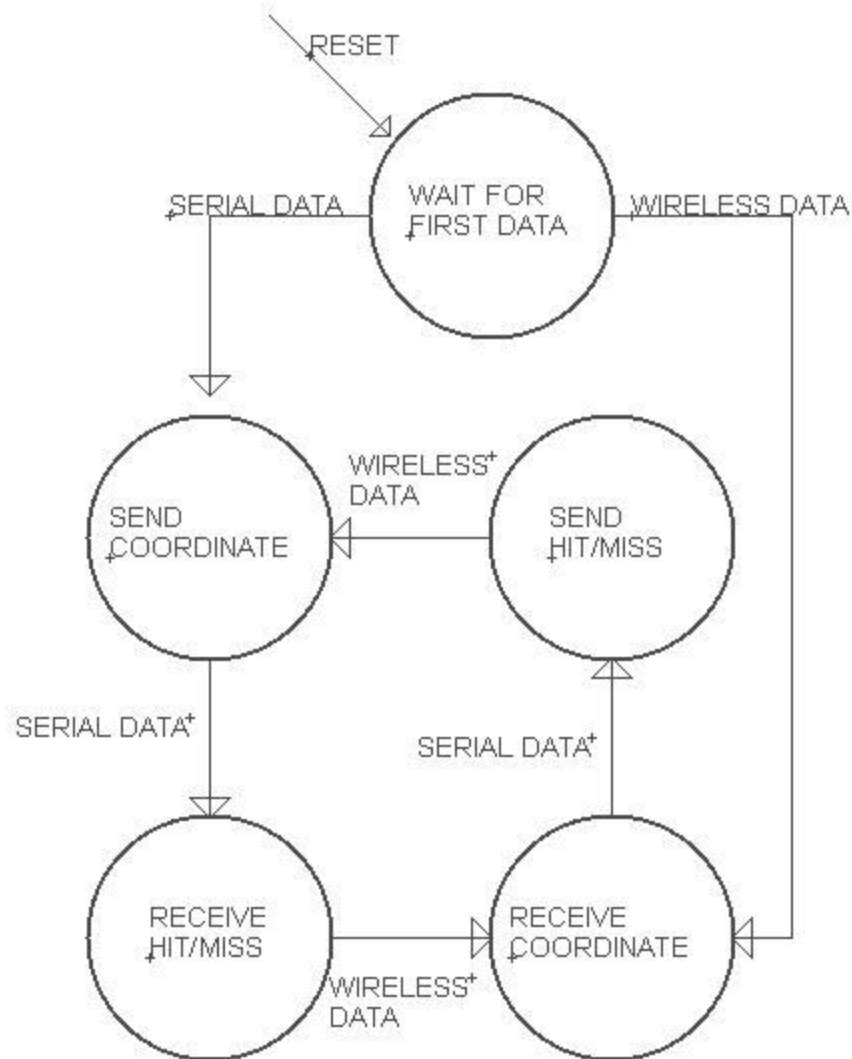 RESET
WAIT FOR
FIRST DATA
SERIAL DATA
WIRELESS DATA
WIRELESS
DATA
SEND
COORDINATE
SEND
HIT/MISS
SERIAL DATA
SERIAL DATA
RECEIVE
HIT/MISS
RECEIVE
COORDINATE
WIRELESS
DATA